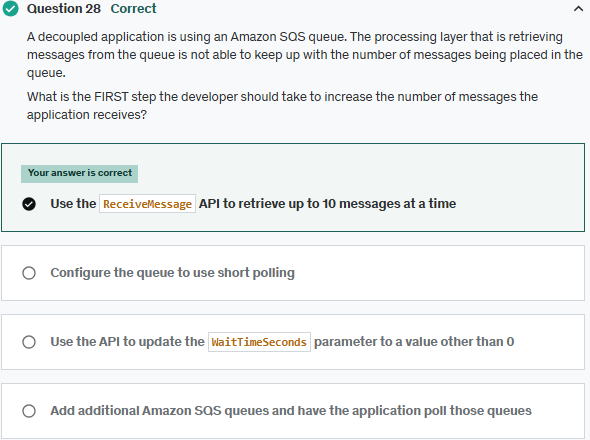 Question 28 Correct
A decoupled application is using an Amazon SQS queue. The processing layer that is retrieving
messages from the queue is not able to keep up with the number of messages being placed in the
queue.
What is the FIRST step the developer should take to increase the number of messages the
application receives?
Your answer is correct
Use the ReceiveMessage API to retrieve up to 10 messages at a time
Configure the queue to use short polling
Use the API to update the WaitTimeSeconds parameter to a value other than 0
Add additional Amazon SQS queues and have the application poll those queues